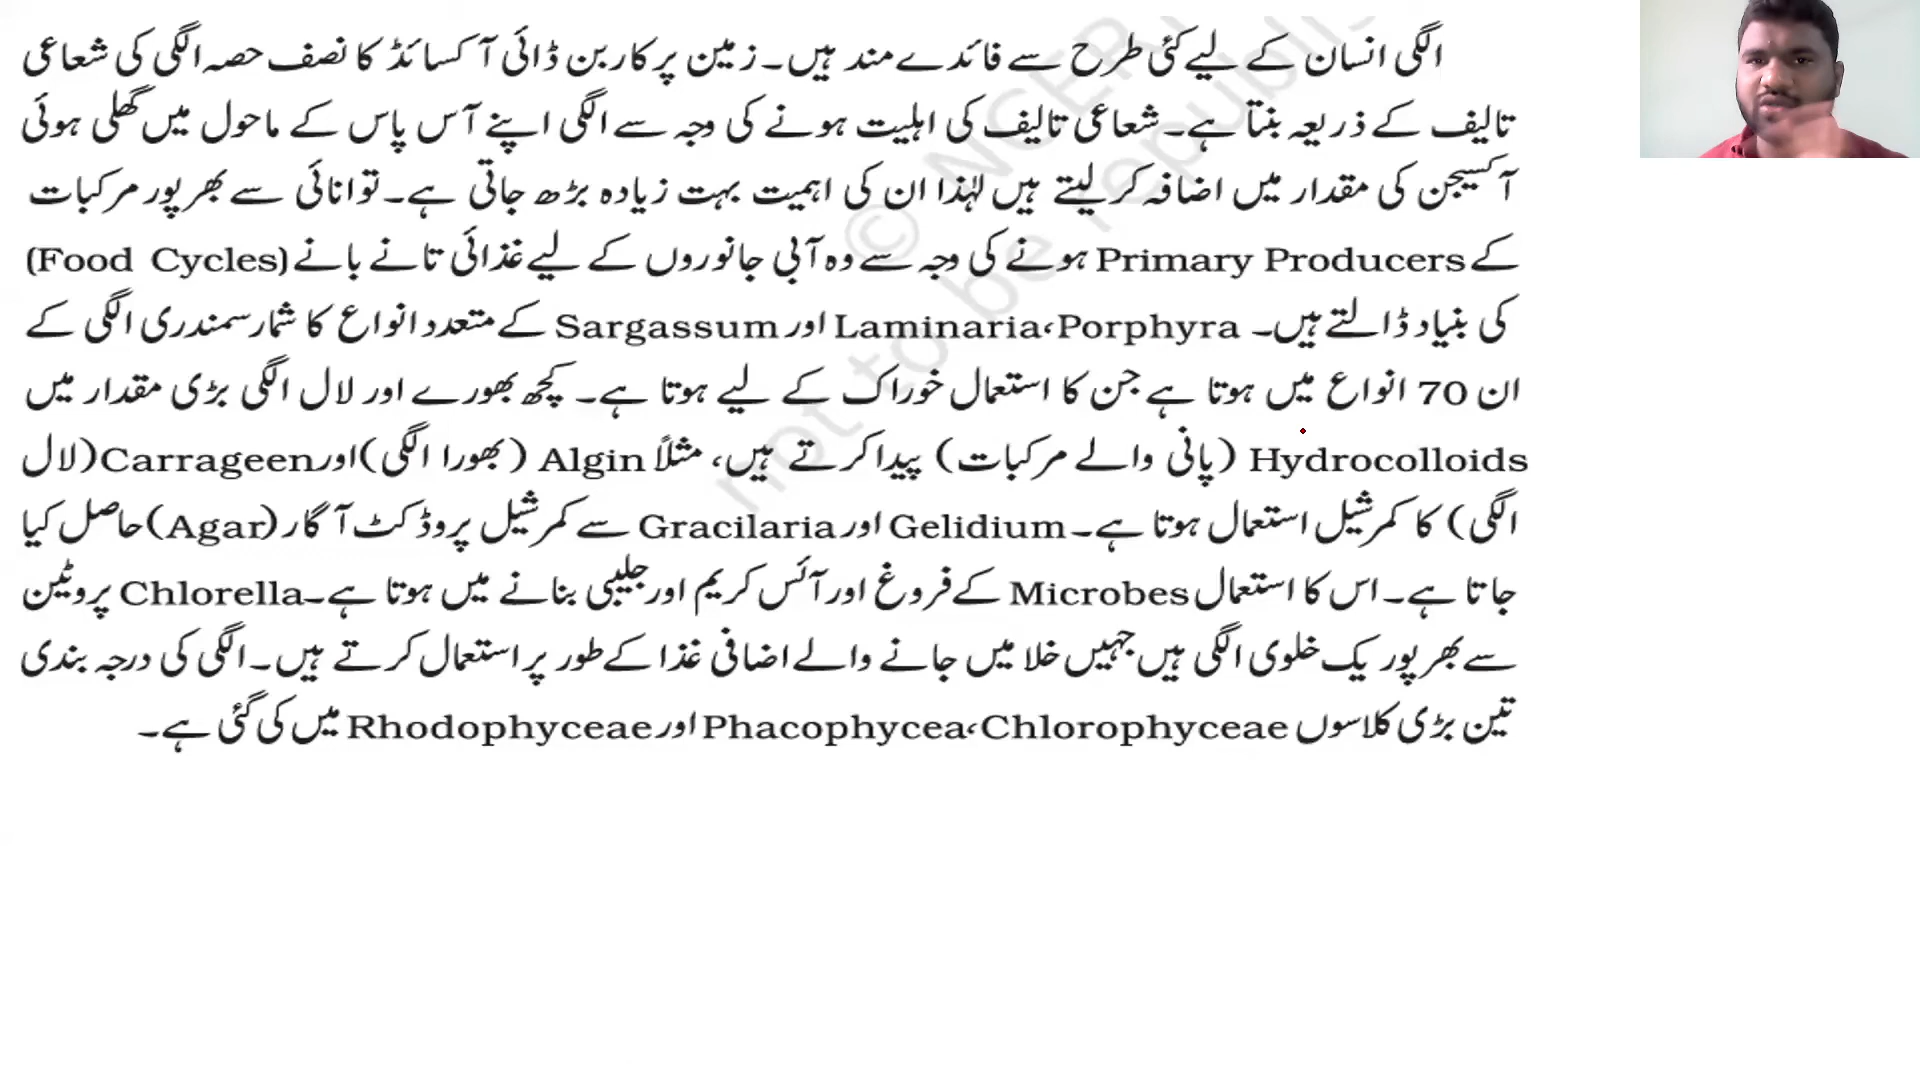 الگی انسان کے لیے کئی طرح سے فائدے مند ہیں۔ زمین پر کاربن ڈائی آکسائڈ کا نصف حصہ الگی کی شعاعی
تالیف کے ذریعہ بنتا ہے۔ شعاعی تالیف کی اہلیت ہونے کی وجہ سے الگی اپنے آس پاس کے ماحول میں گھلی ہوئی
آکسیجن کی مقدار میں اضافہ کر لیتے ہیں لہٰذا ان کی اہمیت بہت زیادہ بڑھ جاتی ہے۔ توانائی سے بھرپور مرکبات
کے Primary Producers ہونے کی وجہ سے وہ آبی جانوروں کے لیے غذائی تانے بانے (Food Cycles)
کی بنیاد ڈالتے ہیں۔ Porphyra، Laminaria اور Sargassum کے متعدد انواع کا شمار سمندری الگی کے
ان 70 انواع میں ہوتا ہے جن کا استعمال خوراک کے لیے ہوتا ہے۔ کچھ بھورے اور لال الگی بڑی مقدار میں
Hydrocolloids (پانی والے مرکبات) پیدا کرتے ہیں، مثلاً Algin (بھورا الگی) اور Carrageen (لال
الگی) کا کمرشیل استعمال ہوتا ہے۔ Gelidium اور Gracilaria سے کمرشیل پروڈکٹ آگار (Agar) حاصل کیا
جاتا ہے۔ اس کا استعمال Microbes کے فروغ اور آئس کریم اور جلیبی بنانے میں ہوتا ہے۔ Chlorella پروٹین
سے بھرپور یک خلوی الگی ہیں جہیں خلا میں جانے والے اضافی غذا کے طور پر استعمال کرتے ہیں۔ الگی کی درجہ بندی
تین بڑی کلاسوں Chlorophyceae، Phacophycea اور Rhodophyceae میں کی گئی ہے۔
© NCERT
not to be republis